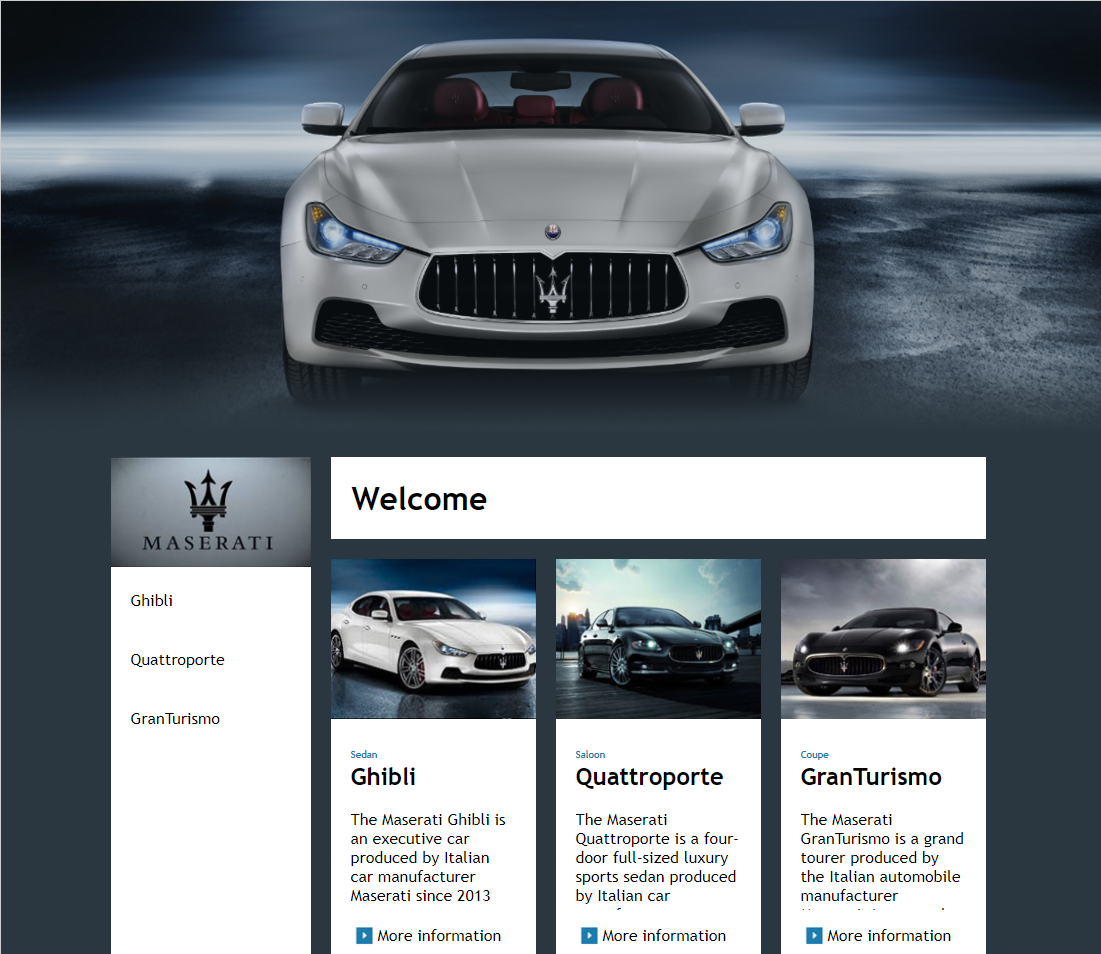 MASERATI
Welcome
Ghibli
Quattroporte
GranTurismo
Sedan
Ghibli
The Maserati Ghibli is
an executive car
produced by Italian
car manufacturer
Maserati since 2013
More information
Saloon
Quattroporte
The Maserati
Quattroporte is a four-
door full-sized luxury
sports sedan produced
by Italian car
More information
Coupe
GranTurismo
The Maserati
GranTurismo is a grand
tourer produced by
the Italian automobile
manufacturer
More information